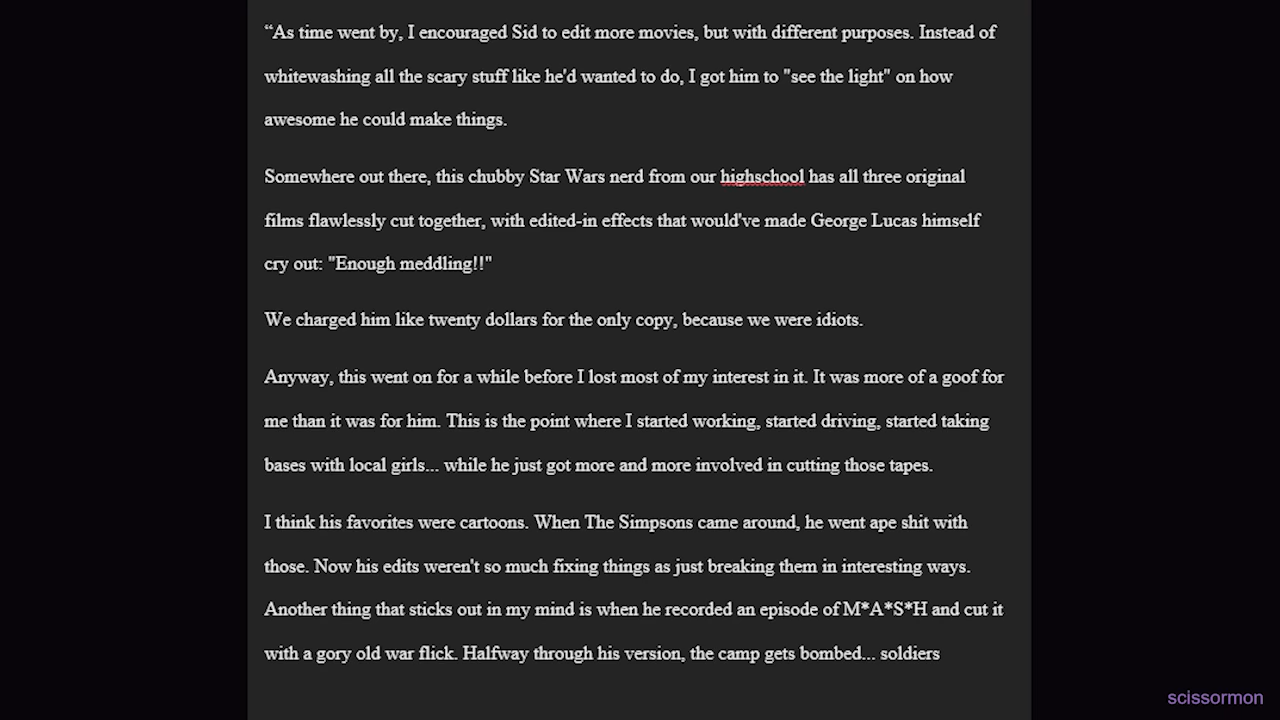 “As time went by, I encouraged Sid to edit more movies, but with different purposes. Instead of
whitewashing all the scary stuff like he'd wanted to do, I got him to "see the light" on how
awesome he could make things.
Somewhere out there, this chubby Star Wars nerd from our highschool has all three original
films flawlessly cut together, with edited-in effects that would've made George Lucas himself
cry out: "Enough meddling!!"
We charged him like twenty dollars for the only copy, because we were idiots.
Anyway, this went on for a while before I lost most of my interest in it. It was more of a goof for
me than it was for him. This is the point where I started working, started driving, started taking
bases with local girls... while he just got more and more involved in cutting those tapes.
I think his favorites were cartoons. When The Simpsons came around, he went ape shit with
those. Now his edits weren't so much fixing things as just breaking them in interesting ways.
Another thing that sticks out in my mind is when he recorded an episode of M*A*S*H and cut it
with a gory old war flick. Halfway through his version, the camp gets bombed... soldiers
scissormon